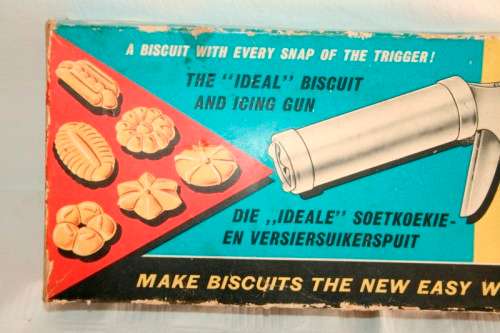 A BISCUIT WITH EVERY SNAP OF THE TRIGGER!
THE "IDEAL" BISCUIT
AND ICING GUN
DIE „IDEALE" SOETKOEKIE-
EN VERSIERSUIKERSPUIT
MAKE BISCUITS THE NEW EASY